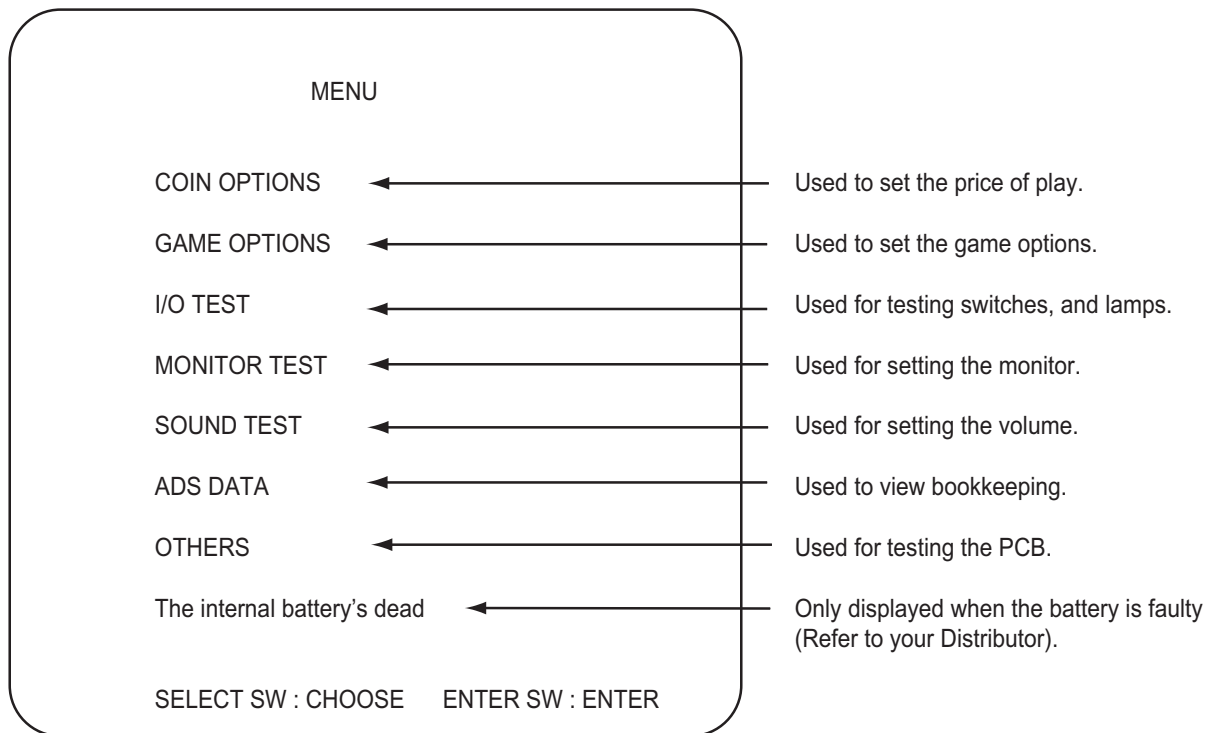 MENU
COIN OPTIONS
Used to set the price of play.
GAME OPTIONS
Used to set the game options.
I/O TEST
Used for testing switches, and lamps.
MONITOR TEST
Used for setting the monitor.
SOUND TEST
Used for setting the volume.
ADS DATA
Used to view bookkeeping.
OTHERS
Used for testing the PCB.
The internal battery’s dead
Only displayed when the battery is faulty
(Refer to your Distributor).
SELECT SW : CHOOSE ENTER SW : ENTER